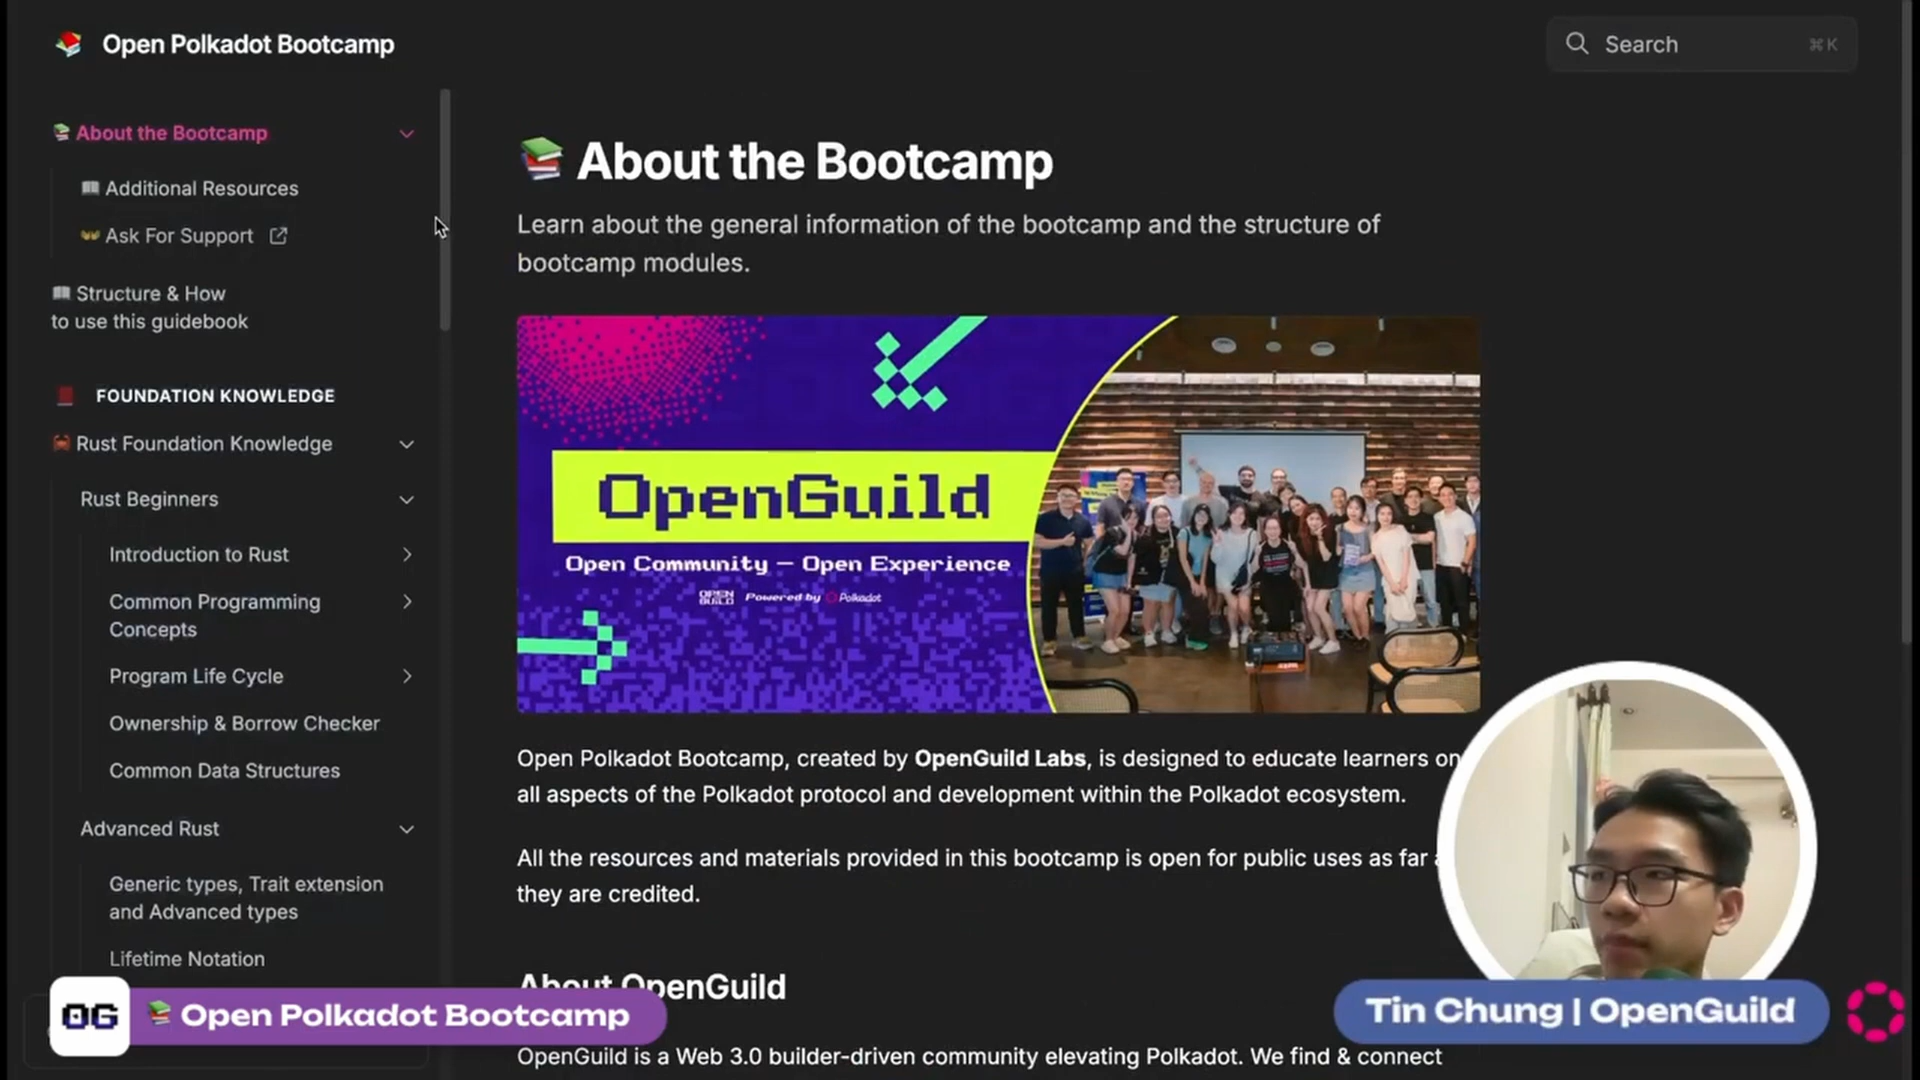 Open Polkadot Bootcamp
Search
⌘ K
About the Bootcamp
Additional Resources
Ask For Support
Structure & How
to use this guidebook
FOUNDATION KNOWLEDGE
Rust Foundation Knowledge
Rust Beginners
Introduction to Rust
Common Programming
Concepts
Program Life Cycle
Ownership & Borrow Checker
Common Data Structures
Advanced Rust
Generic types, Trait extension
and Advanced types
Lifetime Notation
About the Bootcamp
Learn about the general information of the bootcamp and the structure of
bootcamp modules.
OpenGuild
Open Community — Open Experience
OPEN
GUILD
Powered by Polkadot
Open Polkadot Bootcamp, created by OpenGuild Labs, is designed to educate learners on
all aspects of the Polkadot protocol and development within the Polkadot ecosystem.
All the resources and materials provided in this bootcamp is open for public uses as far
they are credited.
About OpenGuild
OpenGuild is a Web 3.0 builder-driven community elevating Polkadot. We find & connect
OG
Open Polkadot Bootcamp
Tin Chung | OpenGuild